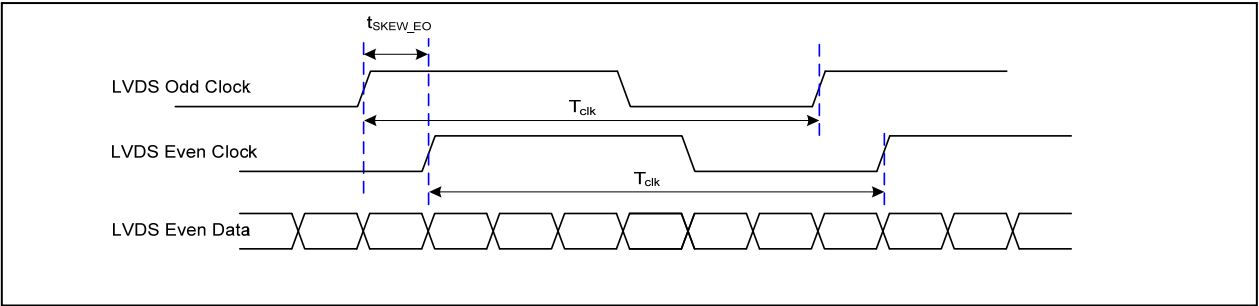 tSKEW_EO
LVDS Odd Clock
Tclk
LVDS Even Clock
Tclk
LVDS Even Data